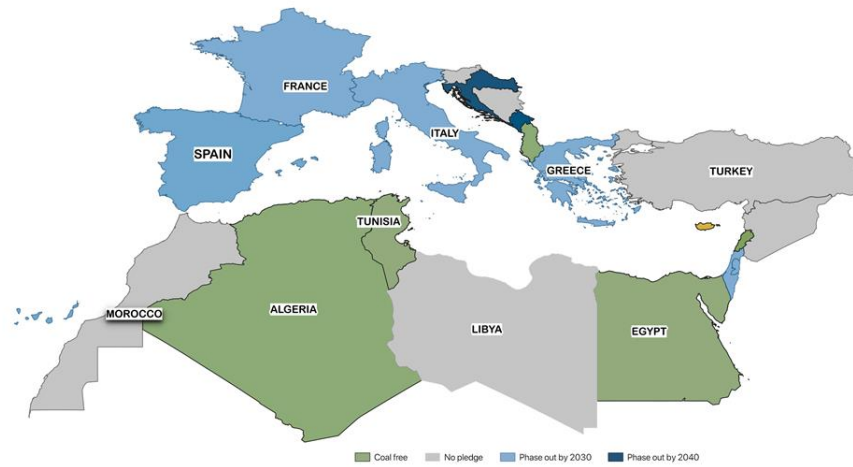 FRANCE
ITALY
SPAIN
GREECE
TURKEY
TUNISIA
ALGERIA
MOROCCO
LIBYA
EGYPT
Coal free
No pledge
Phase out by 2030
Phase out by 2040